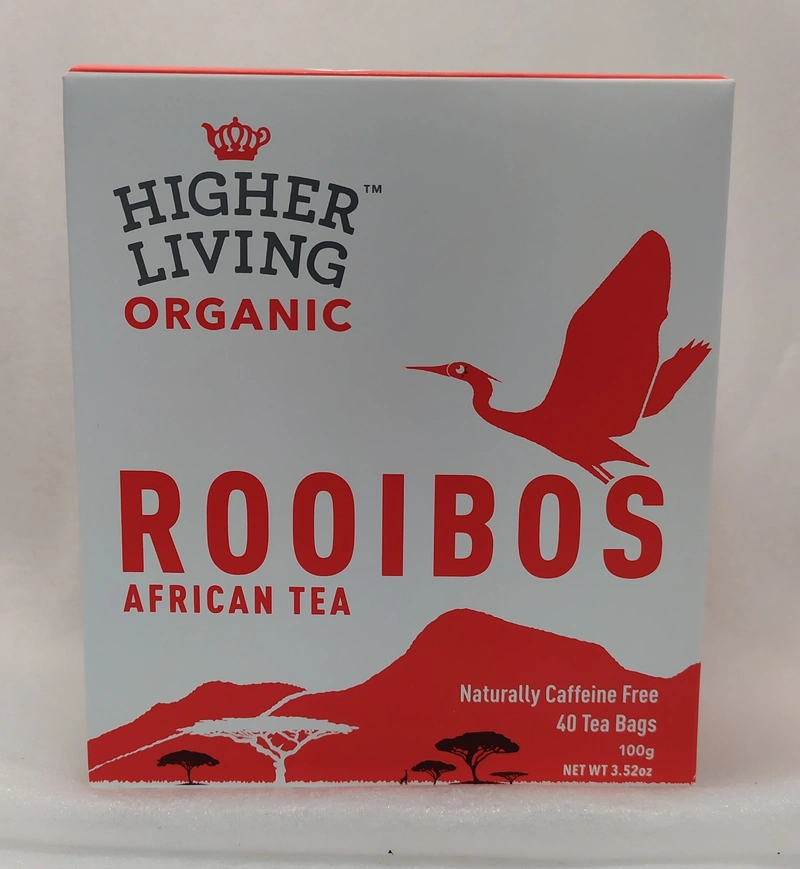 HIGHER™
LIVING
ORGANIC
ROOIBOS
AFRICAN TEA
Naturally Caffeine Free
40 Tea Bags
100g
NET WT 3.52oz